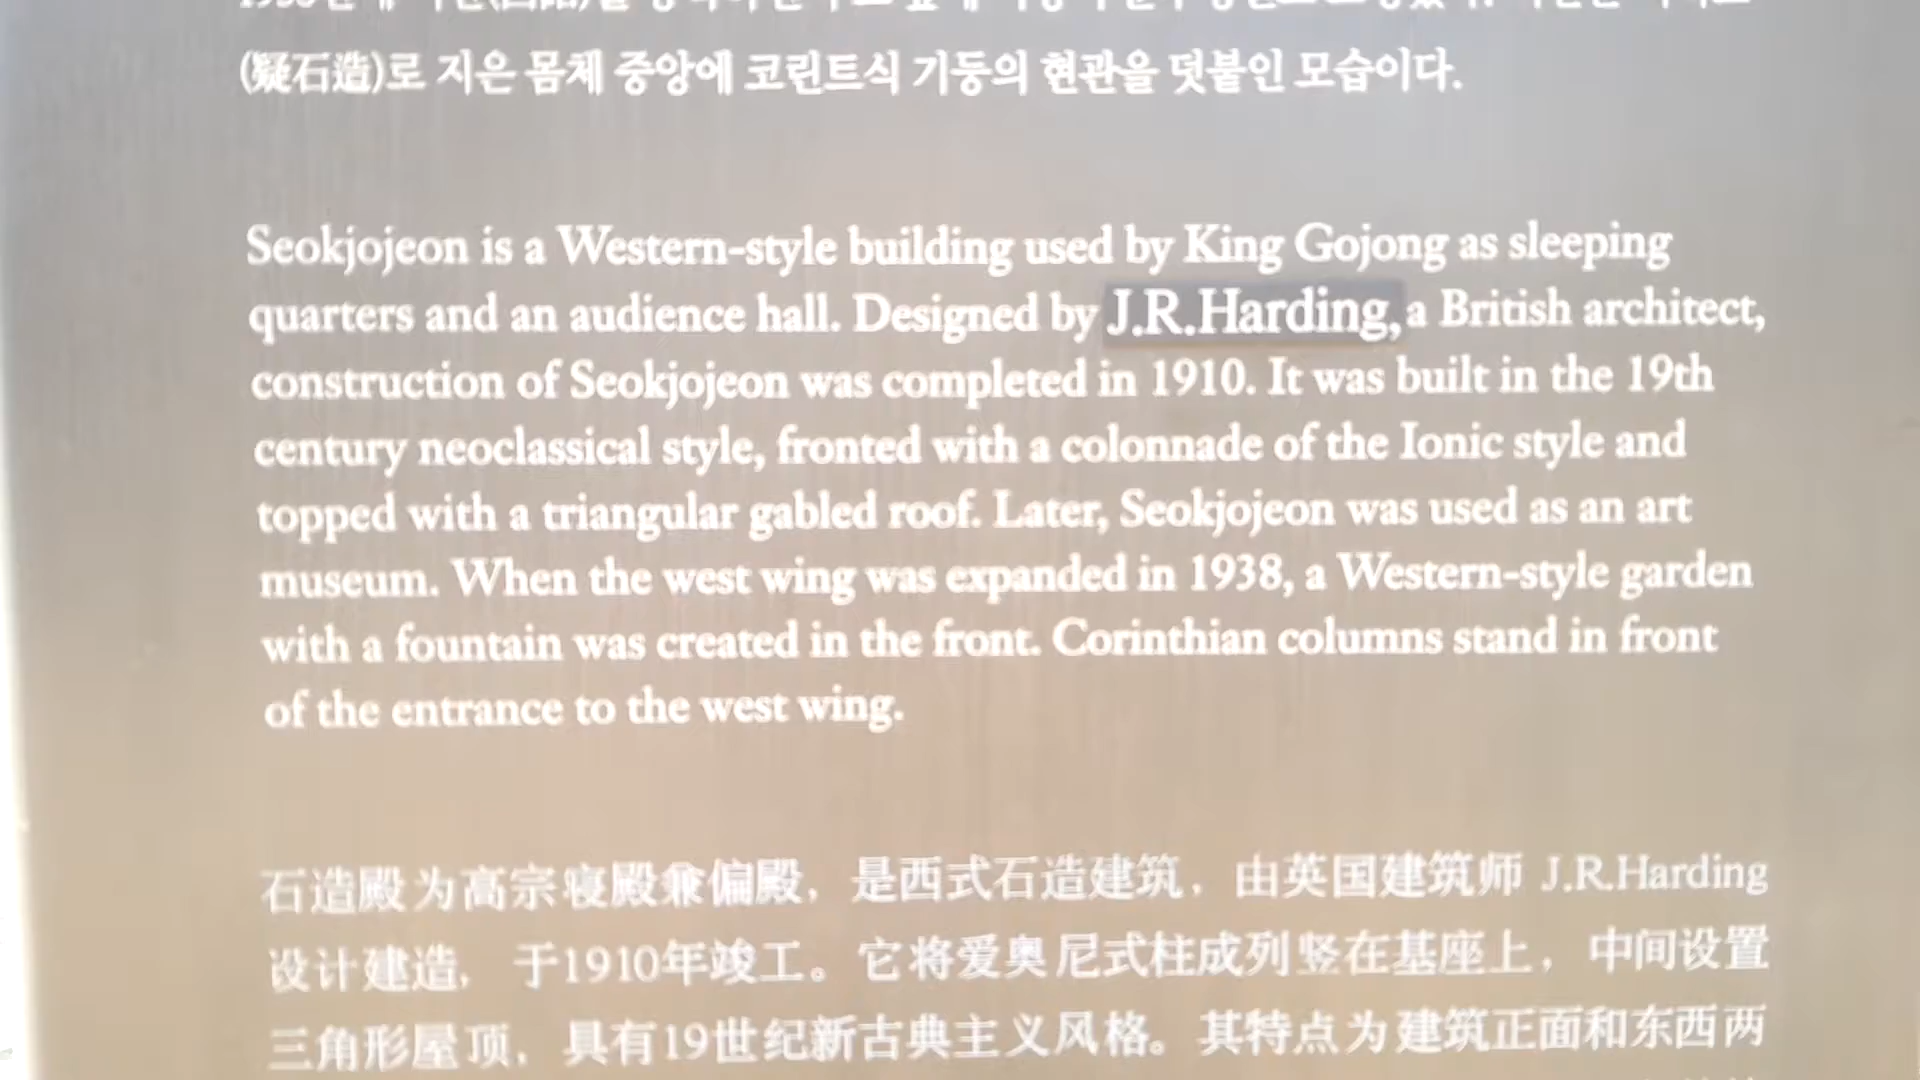 (疑石造)로 지은 몸체 중앙에 코린트식 기둥의 현관을 덧붙인 모습이다.
Seokjojeon is a Western-style building used by King Gojong as sleeping
quarters and an audience hall. Designed by J.R.Harding, a British architect,
construction of Seokjojeon was completed in 1910. It was built in the 19th
century neoclassical style, fronted with a colonnade of the Ionic style and
topped with a triangular gabled roof. Later, Seokjojeon was used as an art
museum. When the west wing was expanded in 1938, a Western-style garden
with a fountain was created in the front. Corinthian columns stand in front
of the entrance to the west wing.
石造殿为高宗寝殿兼偏殿，是西式石造建筑，由英国建筑师 J.R.Harding
设计建造，于1910年竣工。它将爱奥尼式柱成列竖在基座上，中间设置
三角形屋顶，具有19世纪新古典主义风格。其特点为建筑正面和东西两